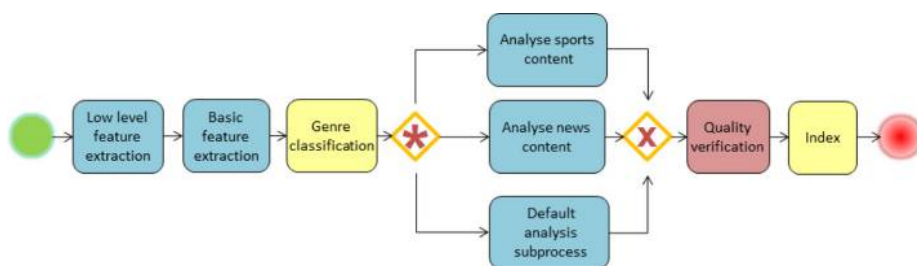 Low level
feature
extraction
Basic
feature
extraction
Genre
classification
*
Analyse sports
content
Analyse news
content
Default
analysis
subprocess
X
Quality
verification
Index